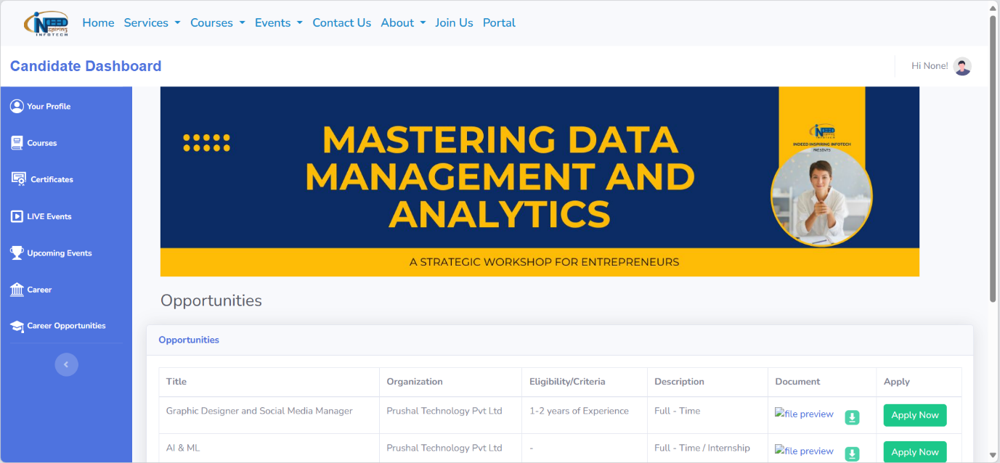 iNDEED
Inspiring
INFOTECH
Home Services Courses Events Contact Us About Join Us Portal
Candidate Dashboard
Hi None!
Your Profile
Courses
Certificates
LIVE Events
Upcoming Events
Career
Career Opportunities
MASTERING DATA
MANAGEMENT AND
ANALYTICS
INDEED INSPIRING INFOTECH
PRESENTS
A STRATEGIC WORKSHOP FOR ENTREPRENEURS
Opportunities
Opportunities
Title Organization Eligibility/Criteria Description Document Apply
Graphic Designer and Social Media Manager Prushal Technology Pvt Ltd 1-2 years of Experience Full - Time file preview Apply Now
AI & ML Prushal Technology Pvt Ltd - Full - Time / Internship file preview Apply Now